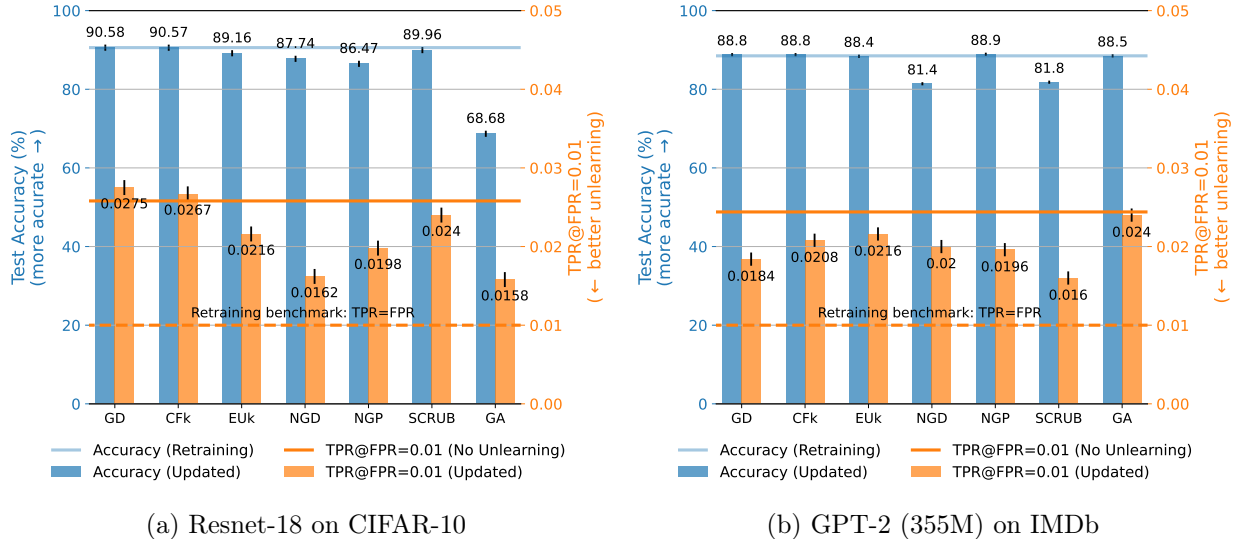 100
80
60
40
20
0
Test Accuracy (%)
(more acurate →)
90.58
90.57
89.16
87.74
86.47
89.96
68.68
0.0275
0.0267
0.0216
0.0162
0.0198
0.024
0.0158
Retraining benchmark: TPR=FPR
GD CFk EUk NGD NGP SCRUB GA
0.05
0.04
0.03
0.02
0.01
0.00
TPR@FPR=0.01
(← better unlearning)
Accuracy (Retraining)
Accuracy (Updated)
TPR@FPR=0.01 (No Unlearning)
TPR@FPR=0.01 (Updated)
(a) Resnet-18 on CIFAR-10
100
80
60
40
20
0
Test Accuracy (%)
(more acurate →)
88.8
88.8
88.4
81.4
88.9
81.8
88.5
0.0184
0.0208
0.0216
0.02
0.0196
0.016
0.024
Retraining benchmark: TPR=FPR
GD CFk EUk NGD NGP SCRUB GA
0.05
0.04
0.03
0.02
0.01
0.00
TPR@FPR=0.01
(← better unlearning)
Accuracy (Retraining)
Accuracy (Updated)
TPR@FPR=0.01 (No Unlearning)
TPR@FPR=0.01 (Updated)
(b) GPT-2 (355M) on IMDb